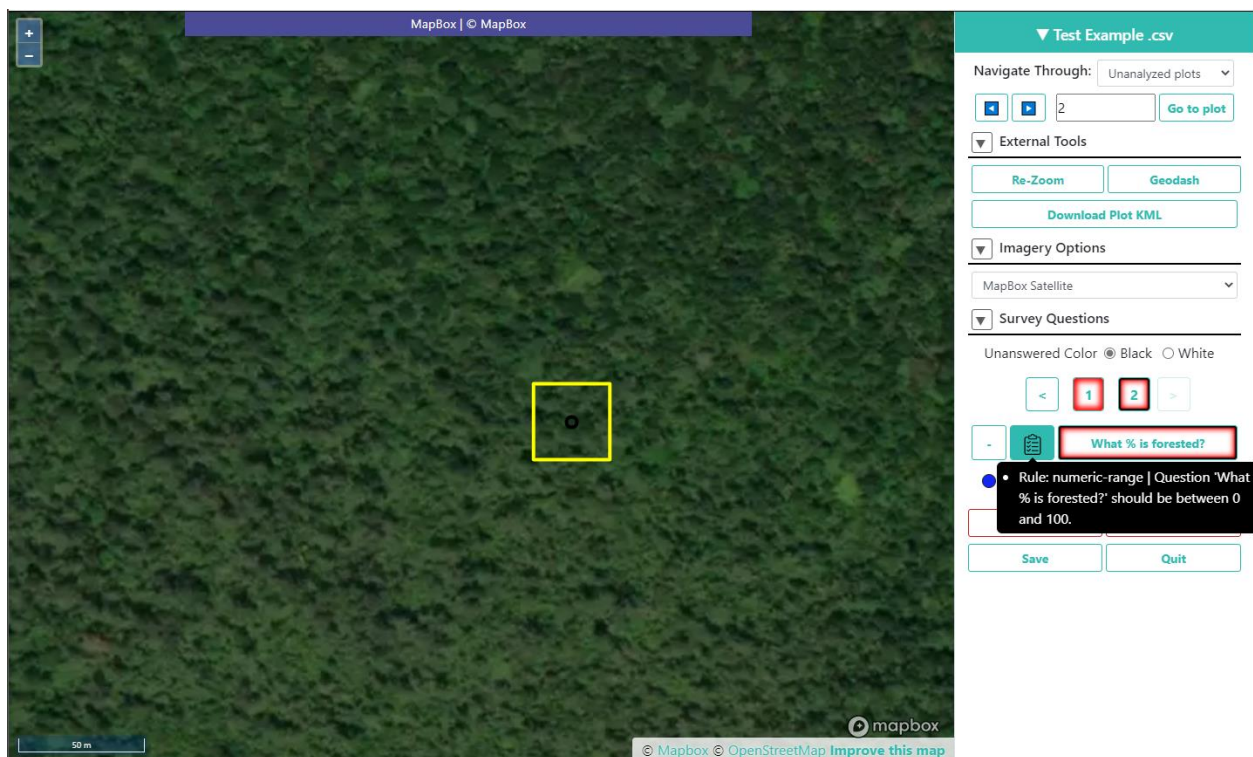 +
−
MapBox | © MapBox
50 m
mapbox
© Mapbox © OpenStreetMap Improve this map
▼ Test Example .csv
Navigate Through: Unanalyzed plots
2 Go to plot
▼ External Tools
Re-Zoom Geodash
Download Plot KML
▼ Imagery Options
MapBox Satellite
▼ Survey Questions
Unanswered Color Black White
< 1 2 >
- What % is forested?
• Rule: numeric-range | Question 'What
% is forested?' should be between 0
and 100.
Save Quit